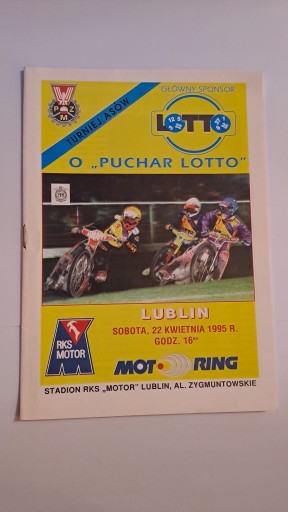 PZM
TURNIEJ ASÓW
GŁÓWNY SPONSOR
LOTTO
O „PUCHAR LOTTO"
LUBLIN
SOBOTA, 22 KWIETNIA 1995 R.
GODZ. 16⁰⁰
RKS
MOTOR
MOTORING
STADION RKS „MOTOR" LUBLIN, AL. ZYGMUNTOWSKIE